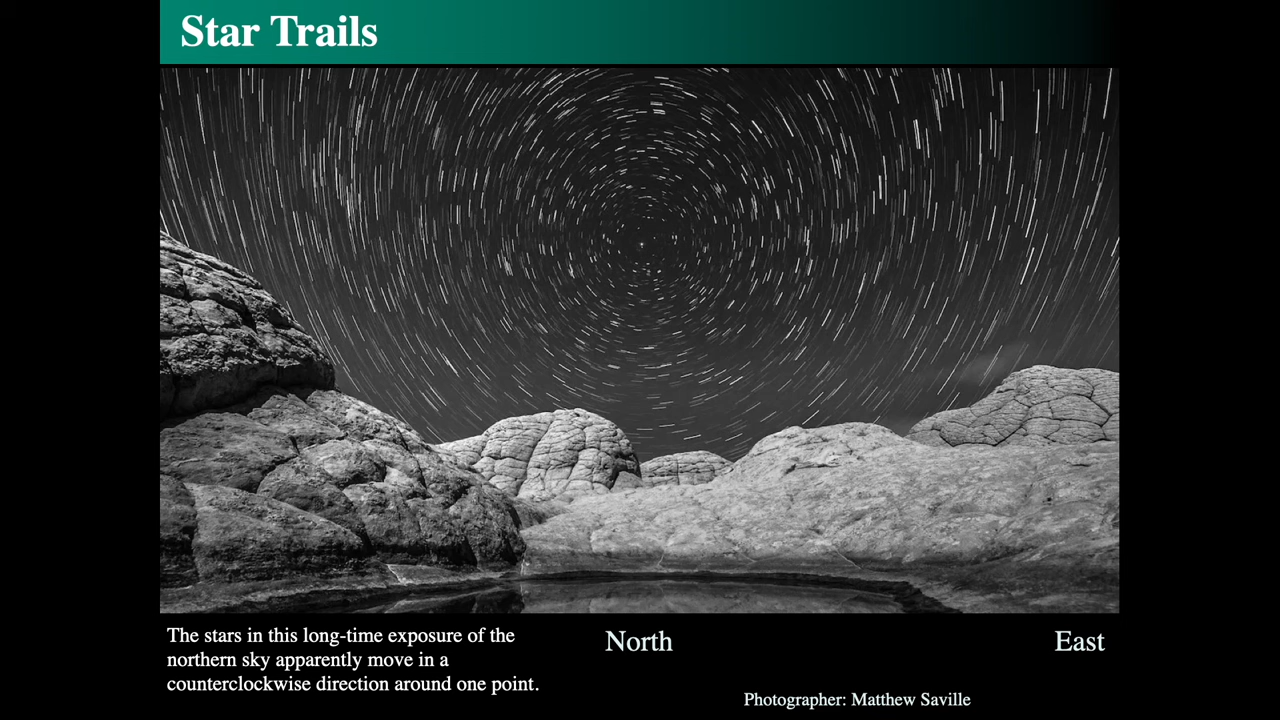 Star Trails
The stars in this long-time exposure of the
northern sky apparently move in a
counterclockwise direction around one point.
North
East
Photographer: Matthew Saville